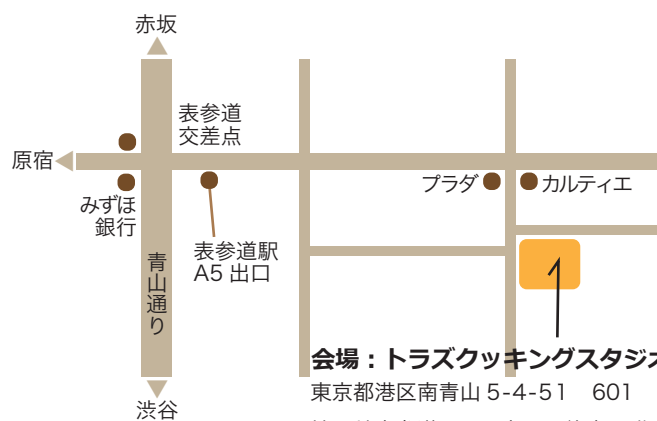 赤坂
表参道
交差点
原宿
みずほ
銀行
プラダ
カルティエ
表参道駅
A5 出口
青山通り
会場：トラズクッキングスタジオ
東京都港区南青山 5-4-51　601
渋谷